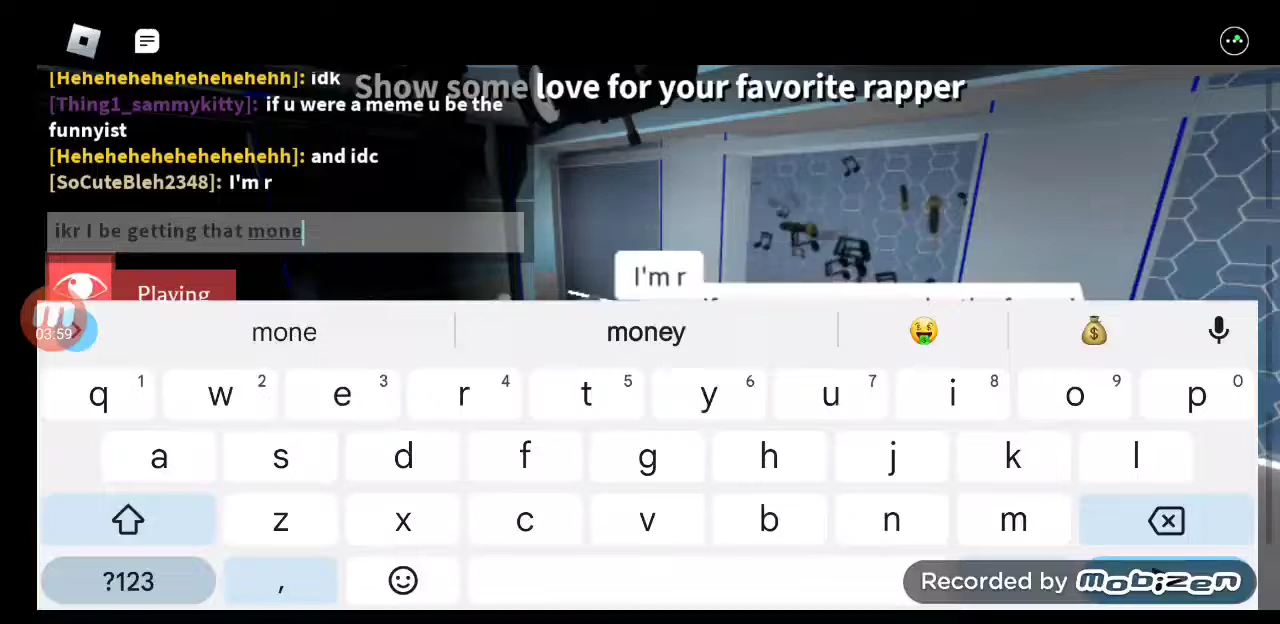 [Hehehehehehehehehh]: idk
Show some love for your favorite rapper
[Thing1_sammykitty]: if u were a meme u be the
funnyist
[Hehehehehehehehehh]: and idc
[SoCuteBleh2348]: I'm r
ikr I be getting that mone
I'm r
Playing
03:59
mone money
q 1 w 2 e 3 r 4 t 5 y 6 u 7 i 8 o 9 p 0
a s d f g h j k l
z x c v b n m
?123 ,
Recorded by mobizen